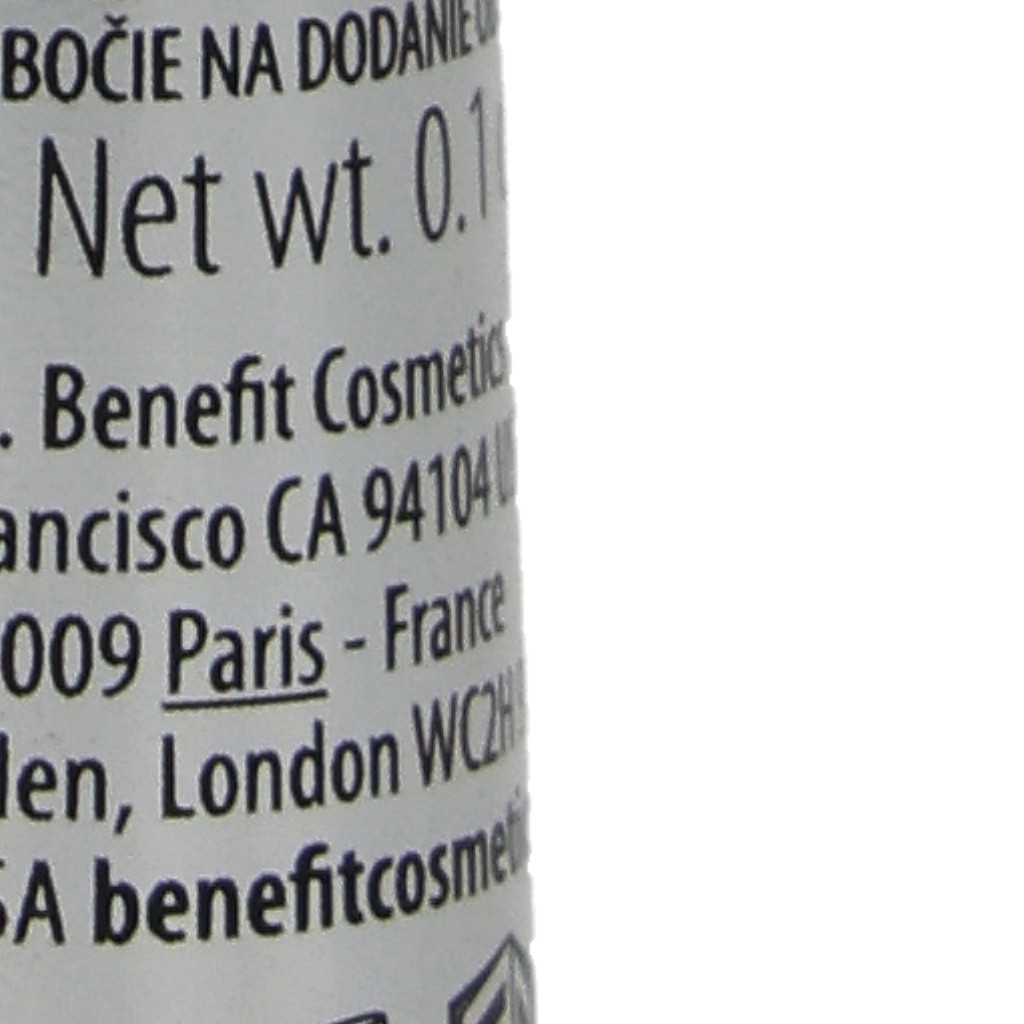 BOČIE NA DODANIE
Net wt. 0.1
. Benefit Cosmetics
ancisco CA 94104
009 Paris - France
len, London WC2H
SA benefitcosmeti